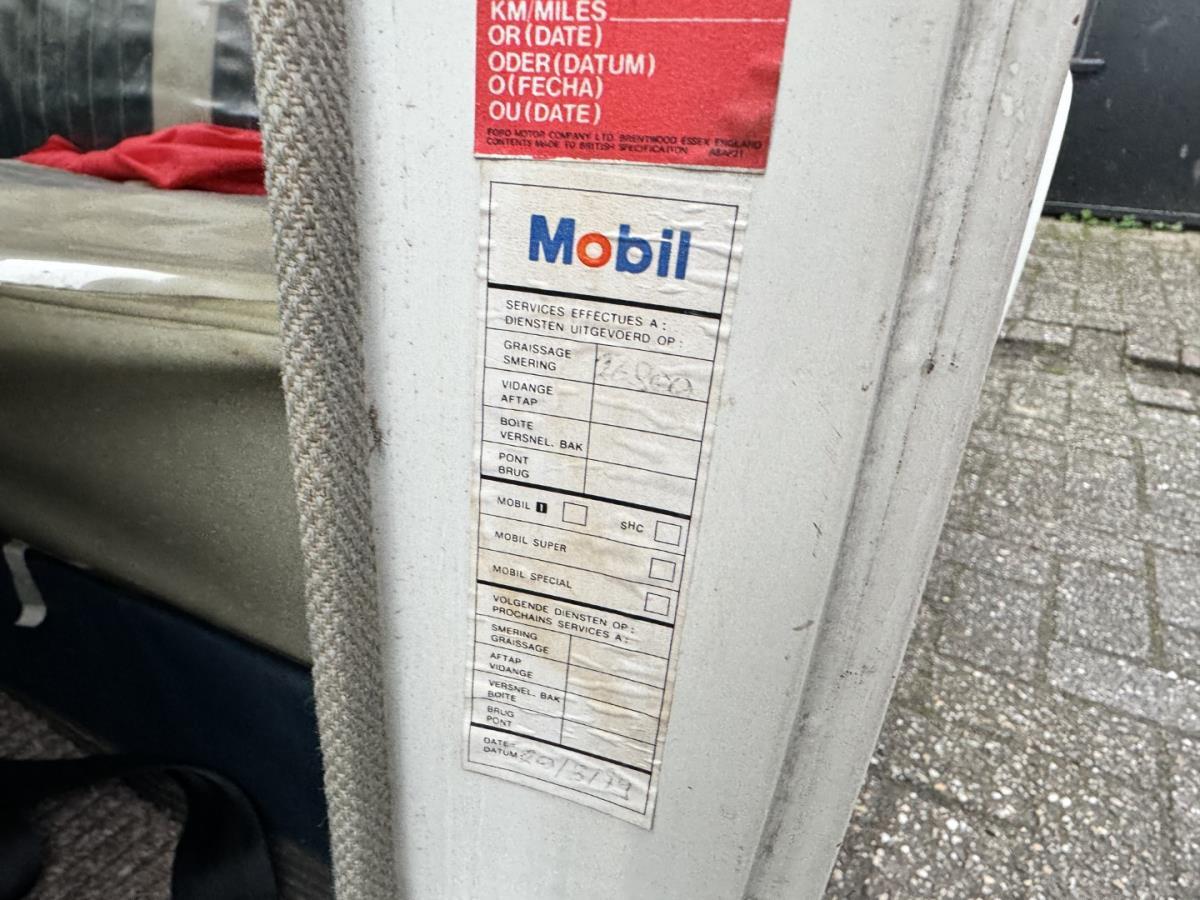 KM/MILES
OR (DATE)
ODER (DATUM)
O (FECHA)
OU (DATE)
FORD MOTOR COMPANY LTD. BRENTWOOD ESSEX ENGLAND
CONTENTS MADE TO BRITISH SPECIFICATION
Mobil
SERVICES EFFECTUES A :
DIENSTEN UITGEVOERD OP :
GRAISSAGE
SMERING
VIDANGE
AFTAP
BOITE
VERSNEL. BAK
PONT
BRUG
MOBIL 1 SHC
MOBIL SUPER
MOBIL SPECIAL
VOLGENDE DIENSTEN OP :
PROCHAINS SERVICES A :
SMERING
GRAISSAGE
AFTAP
VIDANGE
VERSNEL. BAK
BOITE
BRUG
PONT
DATE :
DATUM : 20/5/79